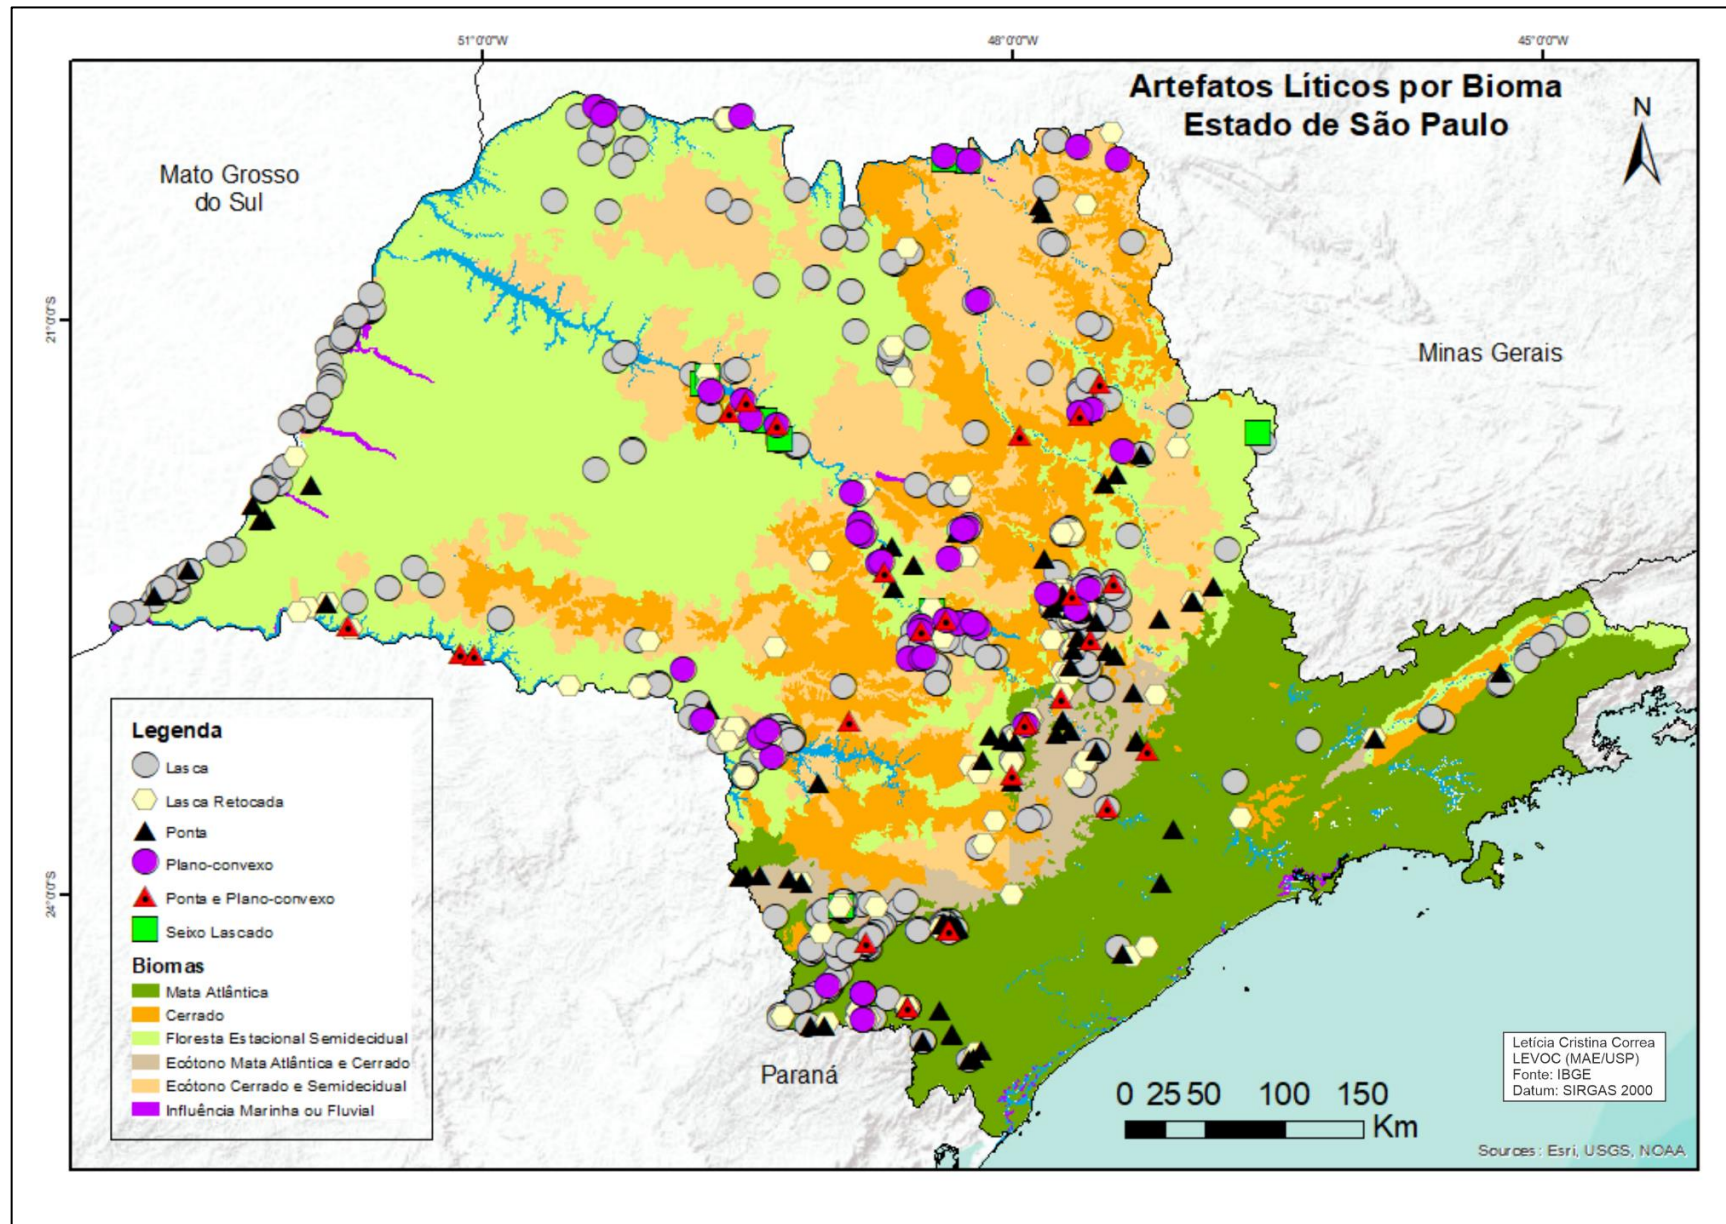 51°0'0"W
48°0'0"W
45°0'0"W
Artefatos Líticos por Bioma
Estado de São Paulo
N
Mato Grosso
do Sul
21°0'0"S
Minas Gerais
Legenda
Lasca
Lasca Retocada
Ponta
Plano-convexo
Ponta e Plano-convexo
Seixo Lascado
Biomas
Mata Atlântica
Cerrado
Floresta Estacional Semidecidual
Ecótono Mata Atlântica e Cerrado
Ecótono Cerrado e Semidecidual
Influência Marinha ou Fluvial
24°0'0"S
Paraná
0 25 50 100 150
Km
Letícia Cristina Correa
LEVOC (MAE/USP)
Fonte: IBGE
Datum: SIRGAS 2000
Sources: Esri, USGS, NOAA